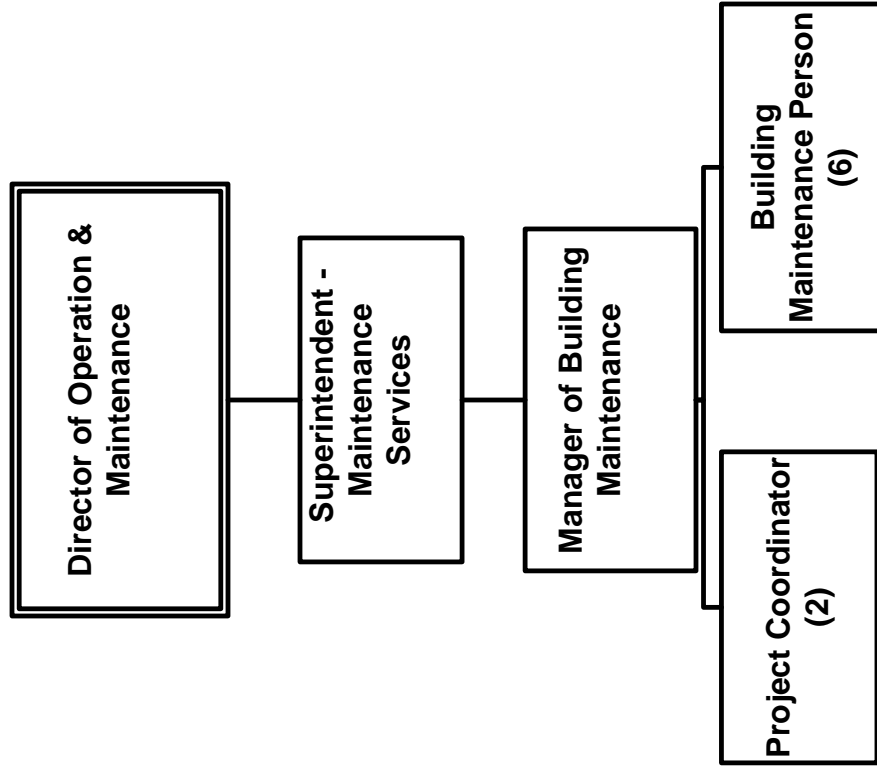 Director of Operation &
Maintenance
Superintendent -
Maintenance
Services
Manager of Building
Maintenance
Project Coordinator
(2)
Building
Maintenance Person
(6)